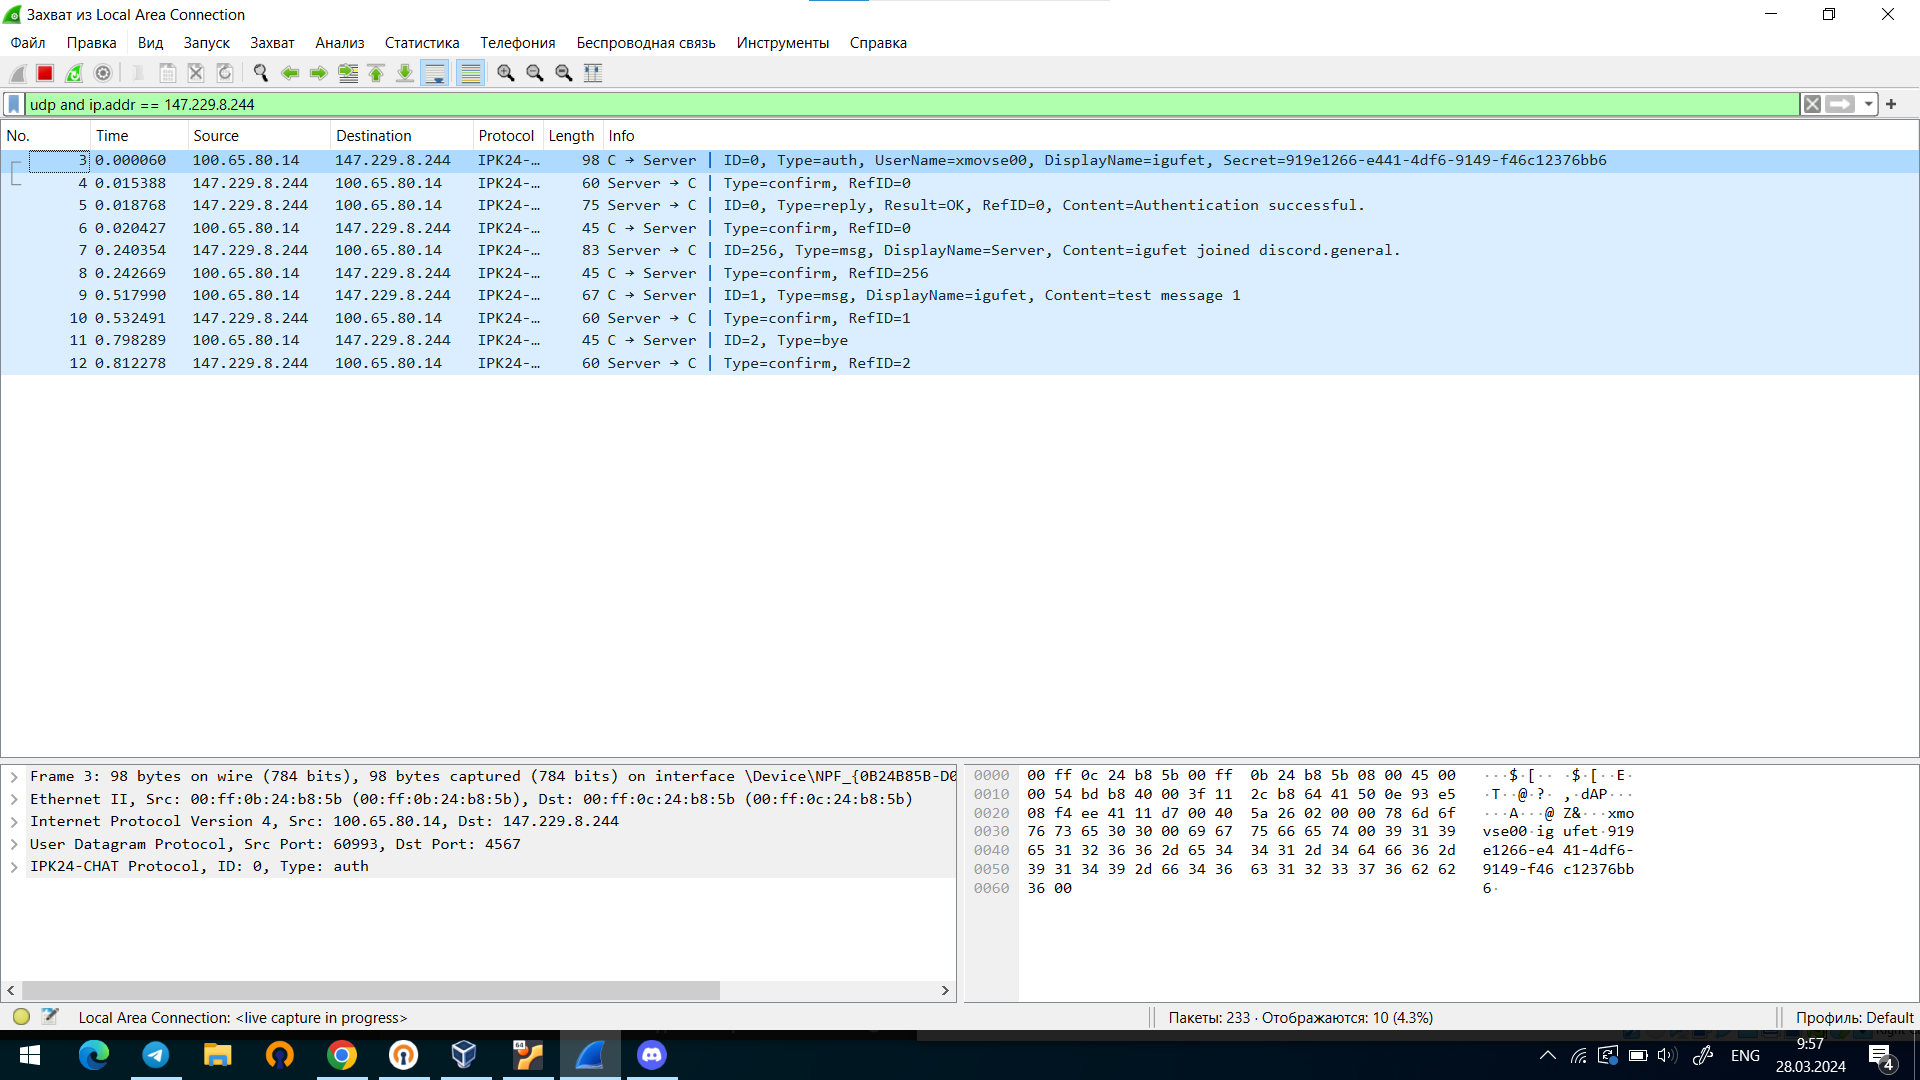 Захват из Local Area Connection
Файл Правка Вид Запуск Захват Анализ Статистика Телефония Беспроводная связь Инструменты Справка
udp and ip.addr == 147.229.8.244
No. Time Source Destination Protocol Length Info
3 0.000060 100.65.80.14 147.229.8.244 IPK24-… 98 C → Server | ID=0, Type=auth, UserName=xmovse00, DisplayName=igufet, Secret=919e1266-e441-4df6-9149-f46c12376bb6
4 0.015388 147.229.8.244 100.65.80.14 IPK24-… 60 Server → C | Type=confirm, RefID=0
5 0.018768 147.229.8.244 100.65.80.14 IPK24-… 75 Server → C | ID=0, Type=reply, Result=OK, RefID=0, Content=Authentication successful.
6 0.020427 100.65.80.14 147.229.8.244 IPK24-… 45 C → Server | Type=confirm, RefID=0
7 0.240354 147.229.8.244 100.65.80.14 IPK24-… 83 Server → C | ID=256, Type=msg, DisplayName=Server, Content=igufet joined discord.general.
8 0.242669 100.65.80.14 147.229.8.244 IPK24-… 45 C → Server | Type=confirm, RefID=256
9 0.517990 100.65.80.14 147.229.8.244 IPK24-… 67 C → Server | ID=1, Type=msg, DisplayName=igufet, Content=test message 1
10 0.532491 147.229.8.244 100.65.80.14 IPK24-… 60 Server → C | Type=confirm, RefID=1
11 0.798289 100.65.80.14 147.229.8.244 IPK24-… 45 C → Server | ID=2, Type=bye
12 0.812278 147.229.8.244 100.65.80.14 IPK24-… 60 Server → C | Type=confirm, RefID=2
Frame 3: 98 bytes on wire (784 bits), 98 bytes captured (784 bits) on interface \Device\NPF_{0B24B85B-D0
Ethernet II, Src: 00:ff:0b:24:b8:5b (00:ff:0b:24:b8:5b), Dst: 00:ff:0c:24:b8:5b (00:ff:0c:24:b8:5b)
Internet Protocol Version 4, Src: 100.65.80.14, Dst: 147.229.8.244
User Datagram Protocol, Src Port: 60993, Dst Port: 4567
IPK24-CHAT Protocol, ID: 0, Type: auth
0000 00 ff 0c 24 b8 5b 00 ff 0b 24 b8 5b 08 00 45 00 ···$·[·· ·$·[··E·
0010 00 54 bd b8 40 00 3f 11 2c b8 64 41 50 0e 93 e5 ·T··@·?· ,·dAP···
0020 08 f4 ee 41 11 d7 00 40 5a 26 02 00 00 78 6d 6f ···A···@ Z&···xmo
0030 76 73 65 30 30 00 69 67 75 66 65 74 00 39 31 39 vse00·ig ufet·919
0040 65 31 32 36 36 2d 65 34 34 31 2d 34 64 66 36 2d e1266-e4 41-4df6-
0050 39 31 34 39 2d 66 34 36 63 31 32 33 37 36 62 62 9149-f46 c12376bb
0060 36 00 6·
Local Area Connection: <live capture in progress>
Пакеты: 233 · Отображаются: 10 (4.3%)
Профиль: Default
64
ENG
9:57
28.03.2024
4